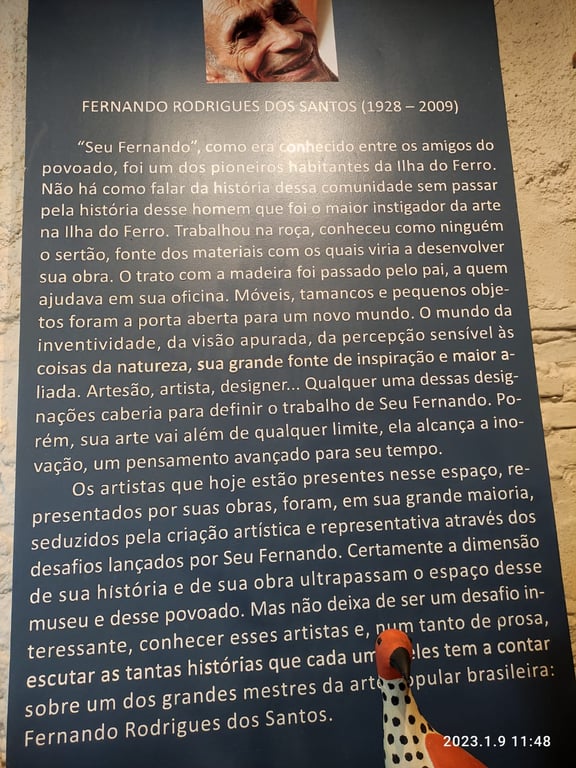 FERNANDO RODRIGUES DOS SANTOS (1928 – 2009)
“Seu Fernando”, como era conhecido entre os amigos do
povoado, foi um dos pioneiros habitantes da Ilha do Ferro.
Não há como falar da história dessa comunidade sem passar
pela história desse homem que foi o maior instigador da arte
na Ilha do Ferro. Trabalhou na roça, conheceu como ninguém
o sertão, fonte dos materiais com os quais viria a desenvolver
sua obra. O trato com a madeira foi passado pelo pai, a quem
ajudava em sua oficina. Móveis, tamancos e pequenos obje-
tos foram a porta aberta para um novo mundo. O mundo da
inventividade, da visão apurada, da percepção sensível às
coisas da natureza, sua grande fonte de inspiração e maior a-
liada. Artesão, artista, designer... Qualquer uma dessas desig-
nações caberia para definir o trabalho de Seu Fernando. Po-
rém, sua arte vai além de qualquer limite, ela alcança a ino-
vação, um pensamento avançado para seu tempo.
Os artistas que hoje estão presentes nesse espaço, re-
presentados por suas obras, foram, em sua grande maioria,
seduzidos pela criação artística e representativa através dos
desafios lançados por Seu Fernando. Certamente a dimensão
de sua história e de sua obra ultrapassam o espaço desse
museu e desse povoado. Mas não deixa de ser um desafio in-
teressante, conhecer esses artistas e, num tanto de prosa,
escutar as tantas histórias que cada um eles tem a contar
sobre um dos grandes mestres da arte opular brasileira:
Fernando Rodrigues dos Santos.
2023.1.9 11:48